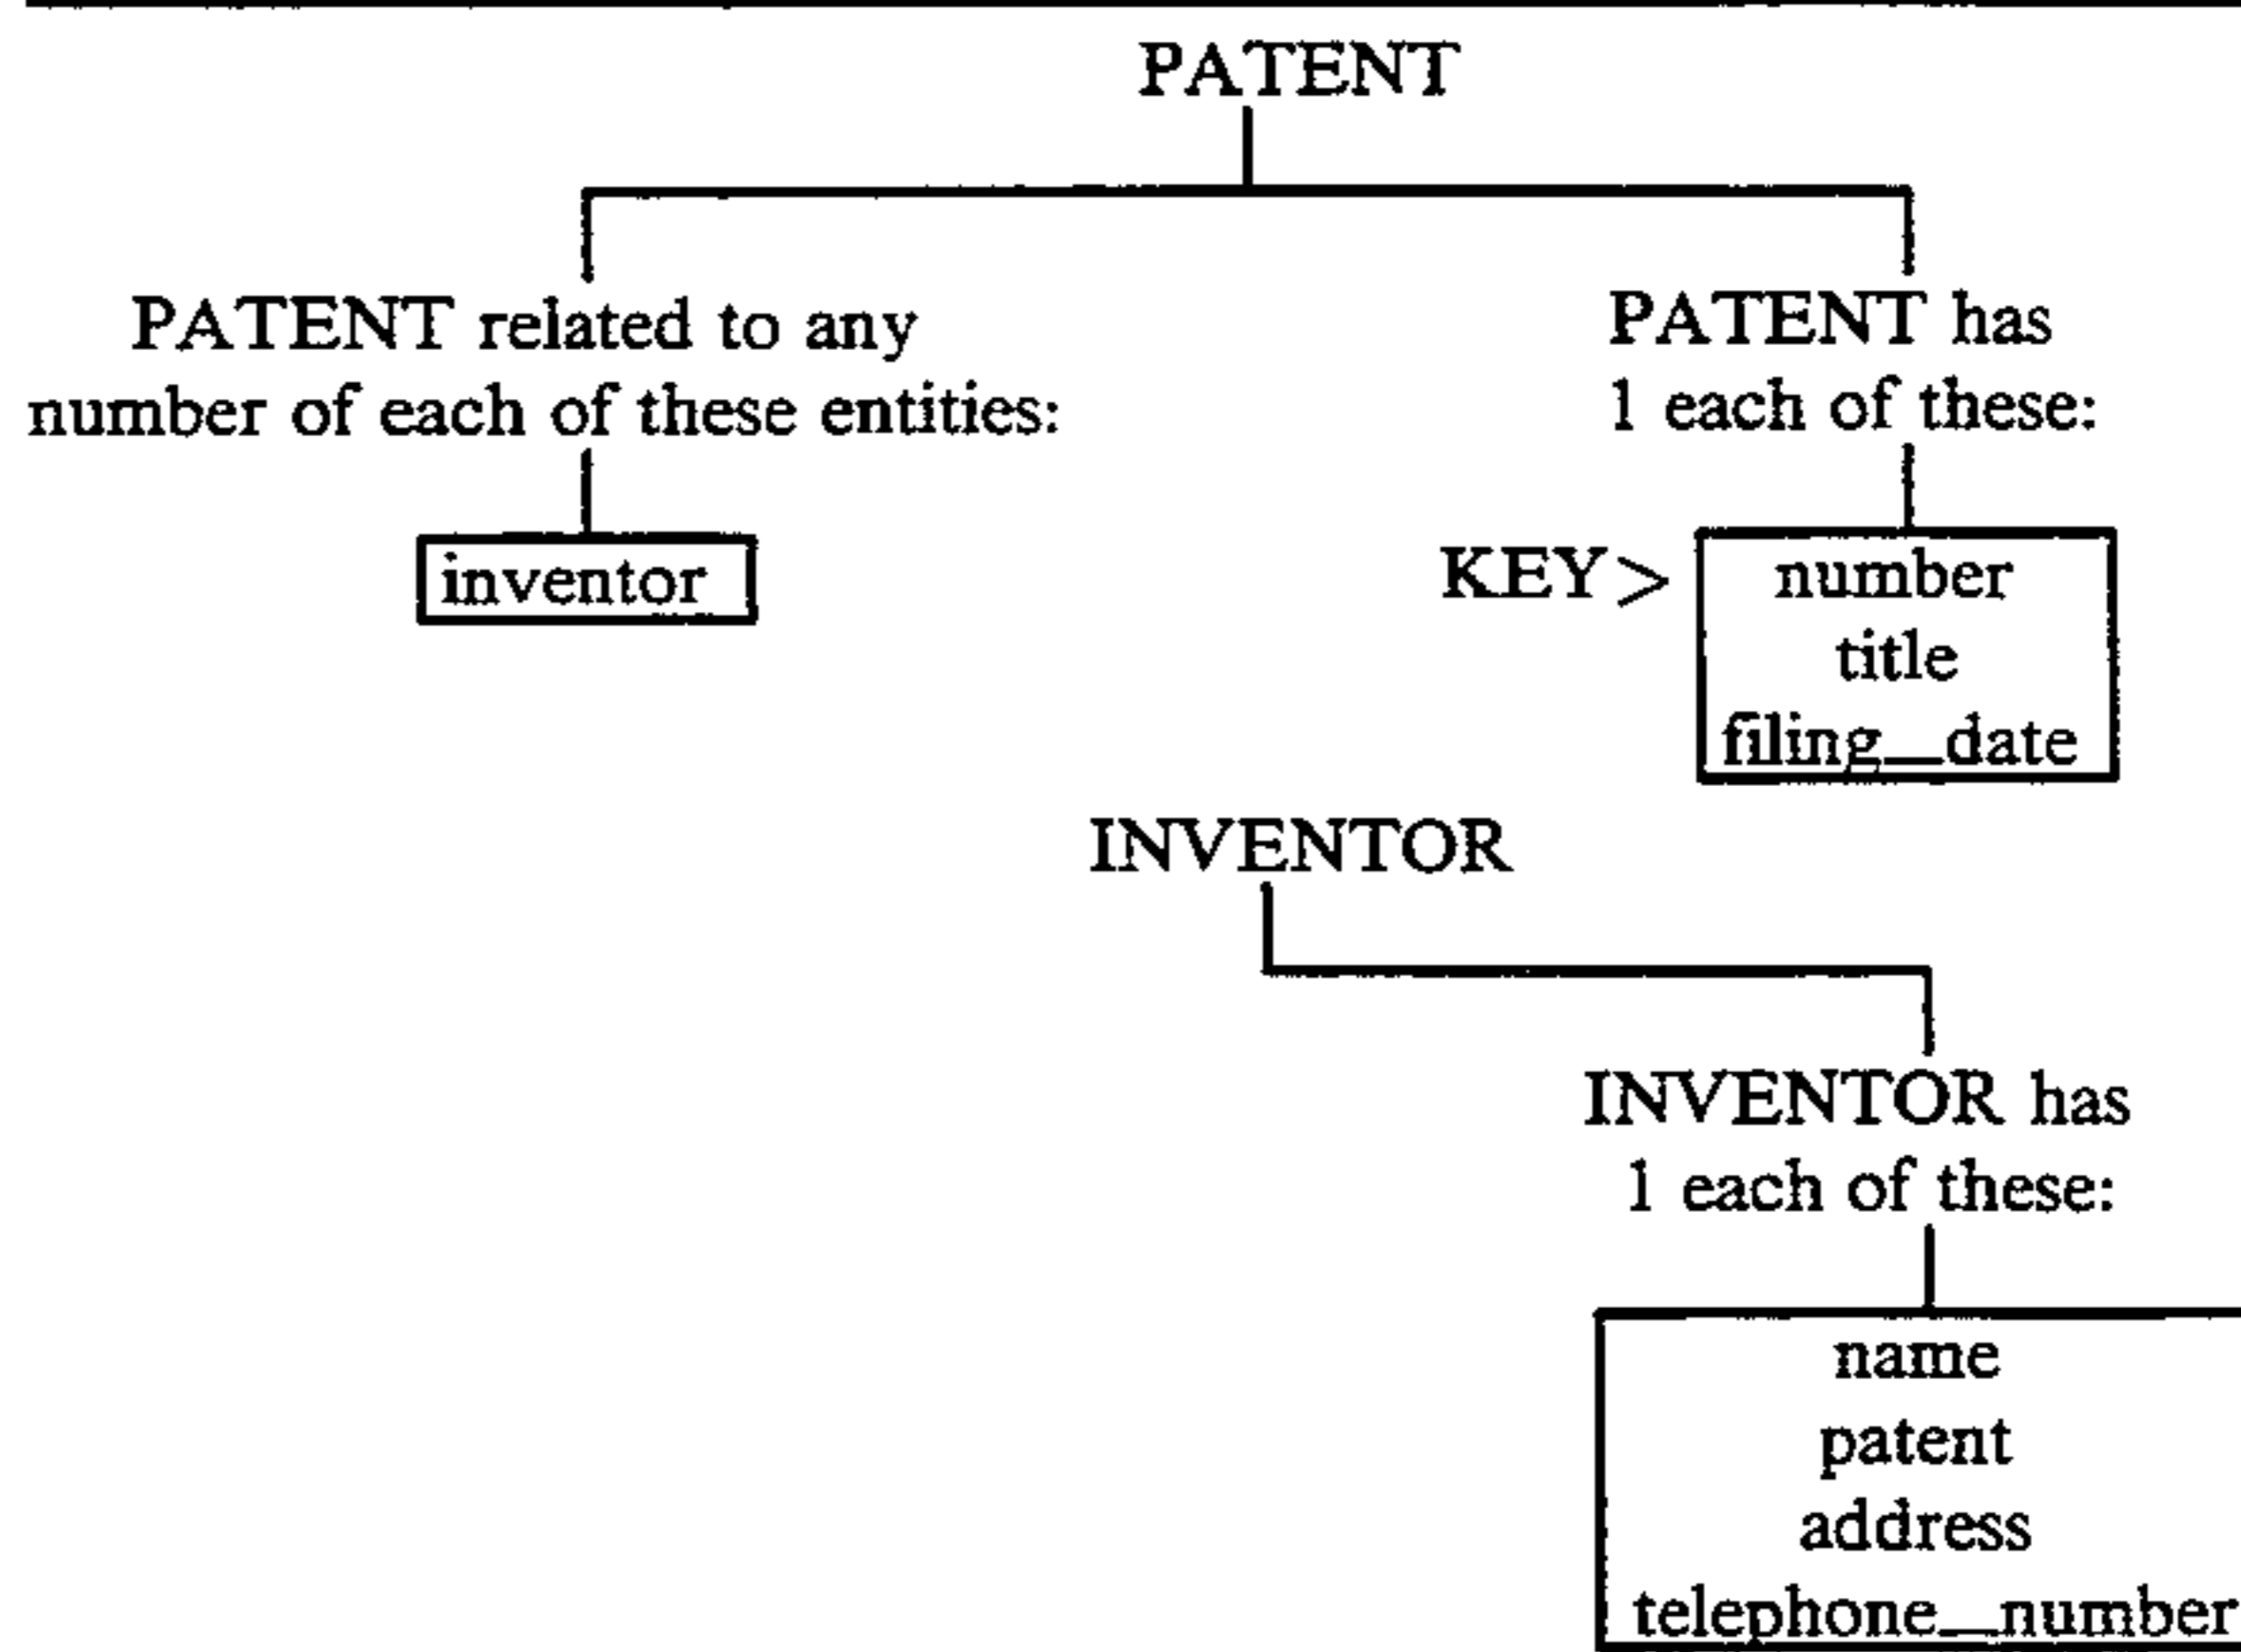 PATENT
PATENT related to any
number of each of these entities:
inventor
PATENT has
1 each of these:
KEY>
number
title
filing_date
INVENTOR
INVENTOR has
1 each of these:
name
patent
address
telephone_number